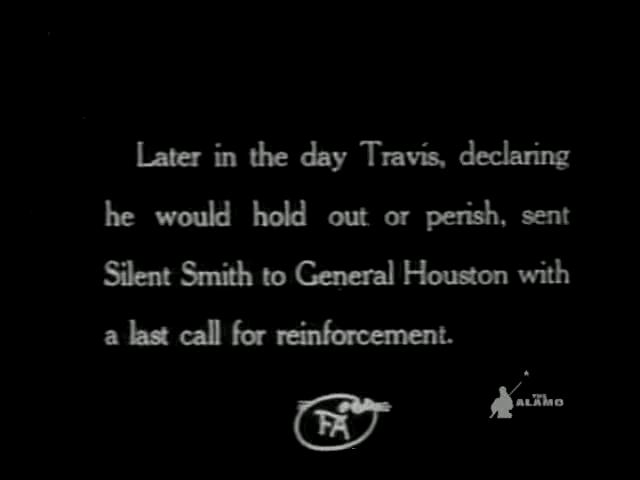 Later in the day Travis, declaring
he would hold out or perish, sent
Silent Smith to General Houston with
a last call for reinforcement.
FA
THE
ALAMO